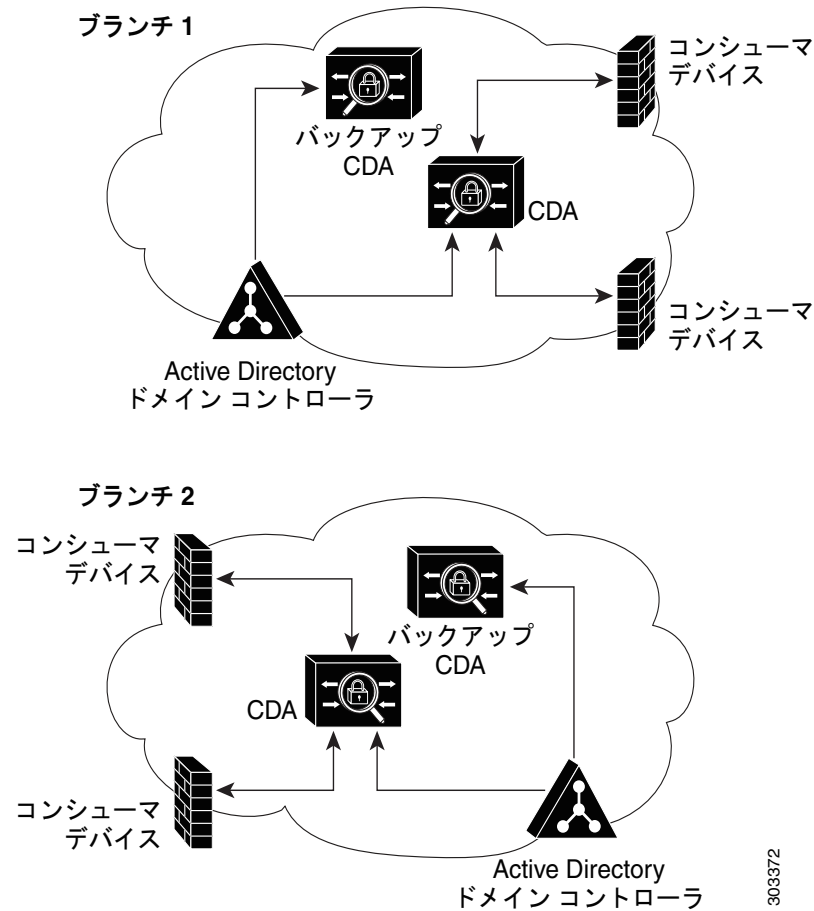 ブランチ 1
コンシューマ
デバイス
バックアップ
CDA
CDA
コンシューマ
デバイス
Active Directory
ドメイン コントローラ
ブランチ 2
コンシューマ
デバイス
バックアップ
CDA
CDA
コンシューマ
デバイス
Active Directory
ドメイン コントローラ
303372